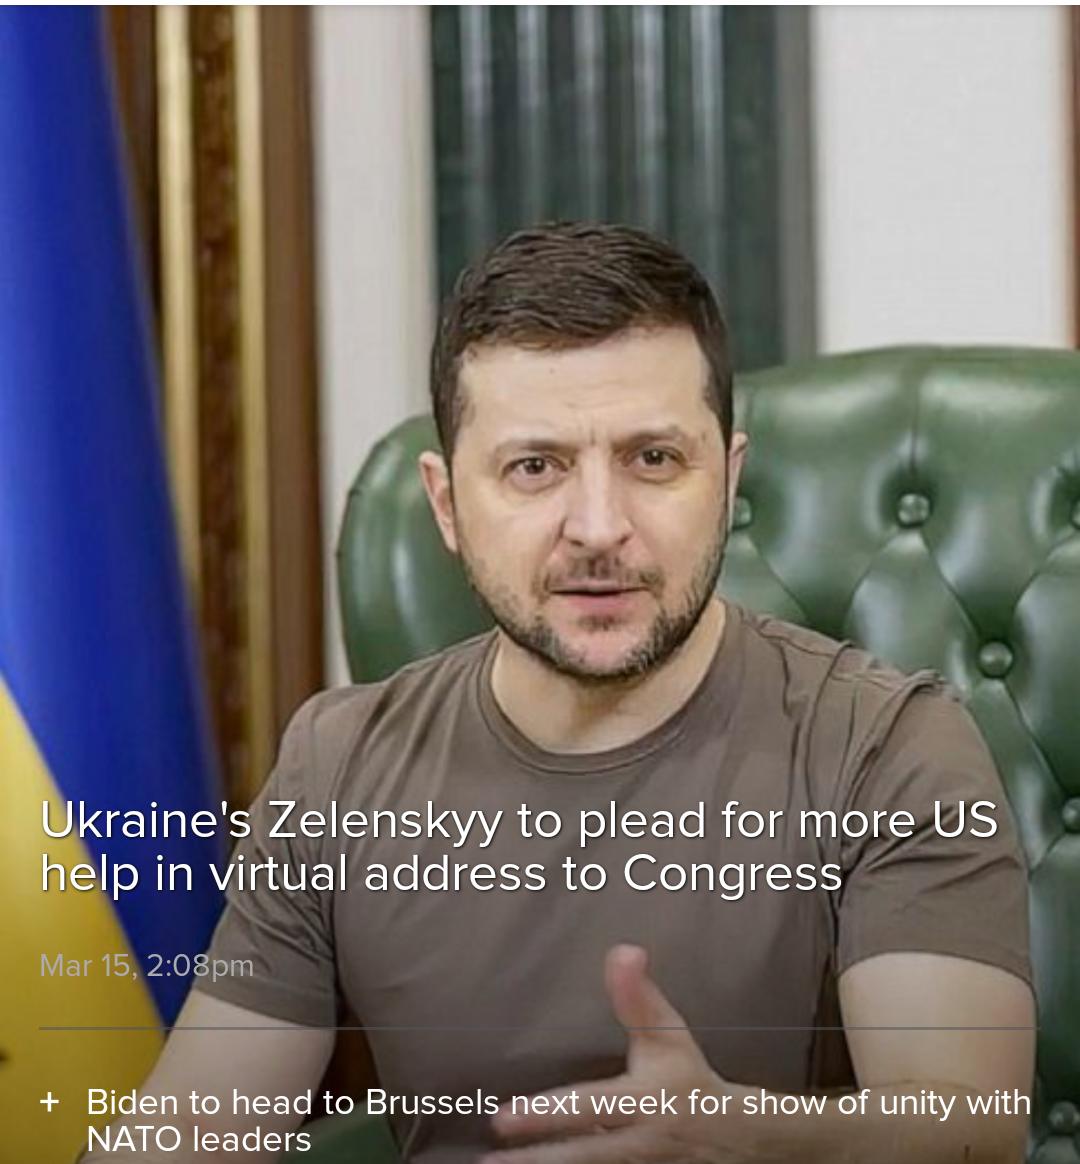 Ukraine's Zelenskyy to plead for more US
help in virtual address to Congress
Mar 15, 2:08pm
+ Biden to head to Brussels next week for show of unity with
NATO leaders